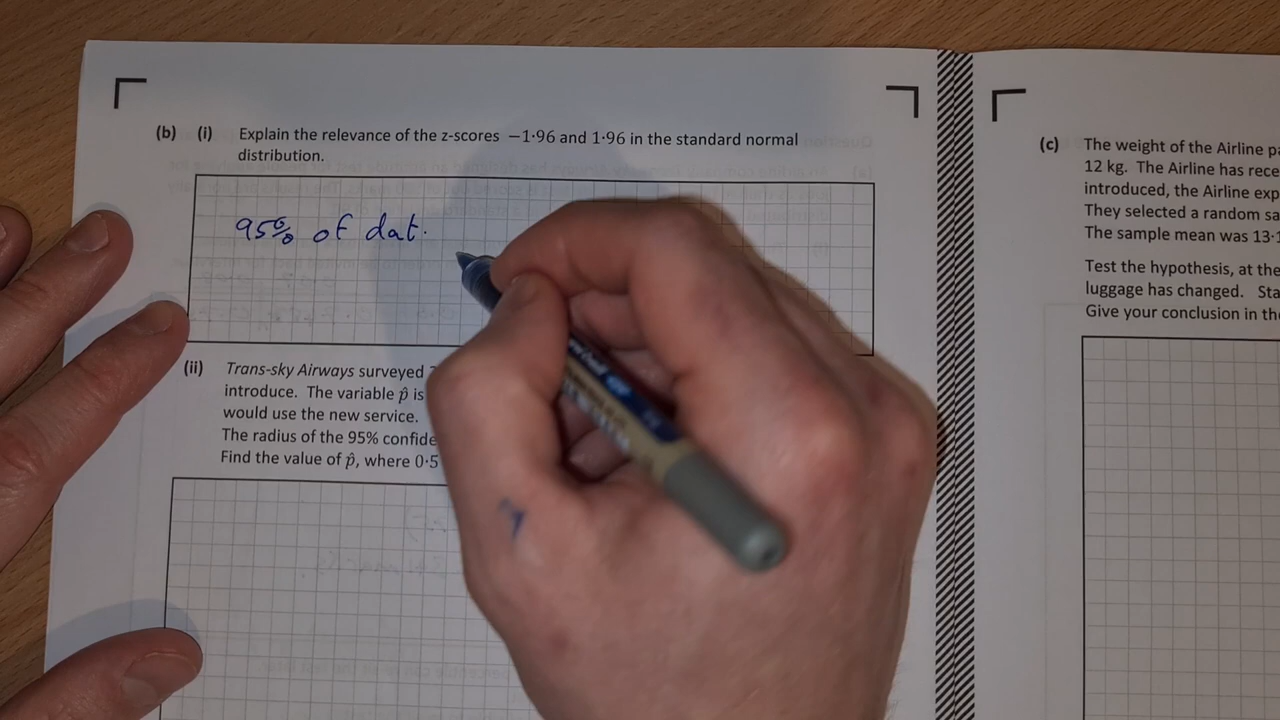 (b) (i) Explain the relevance of the z-scores −1·96 and 1·96 in the standard normal
distribution.
95% of dat
(ii) Trans-sky Airways surveyed
introduce. The variable p̂ is
would use the new service.
The radius of the 95% confide
Find the value of p̂, where 0·5
(c) The weight of the Airline pa
12 kg. The Airline has rece
introduced, the Airline exp
They selected a random sa
The sample mean was 13·1
Test the hypothesis, at the
luggage has changed. Sta
Give your conclusion in the